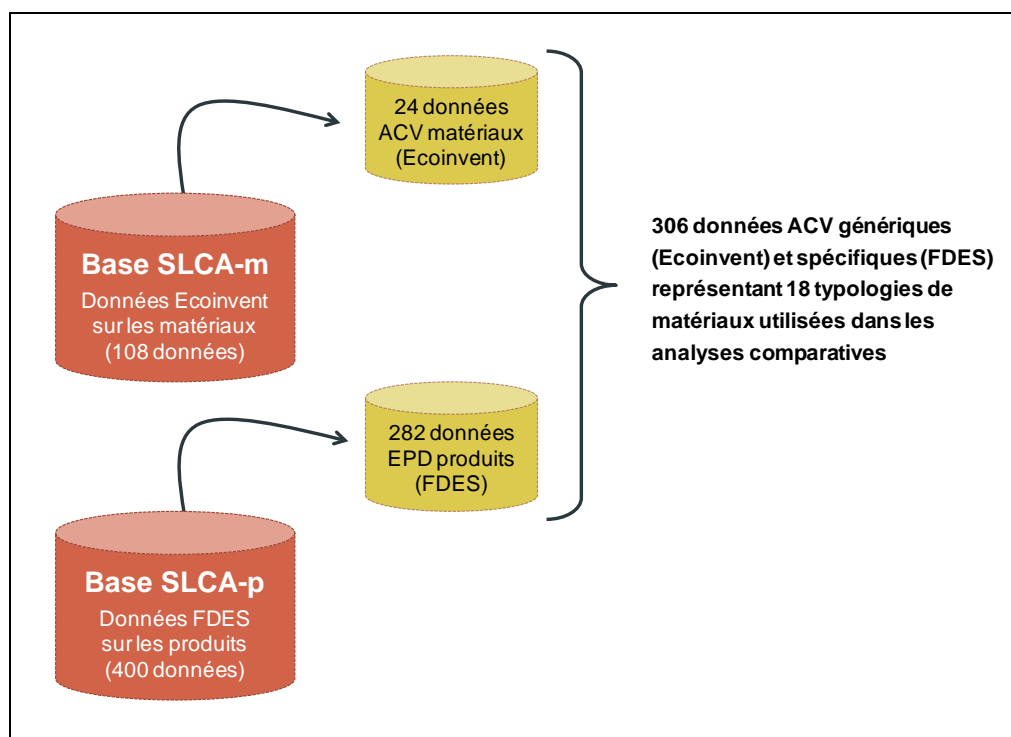 24 données
ACV matériaux
(Ecoinvent)
Base SLCA-m
Données Ecoinvent
sur les matériaux
(108 données)
306 données ACV génériques
(Ecoinvent) et spécifiques (FDES)
représentant 18 typologies de
matériaux utilisées dans les
analyses comparatives
282 données
EPD produits
(FDES)
Base SLCA-p
Données FDES
sur les produits
(400 données)